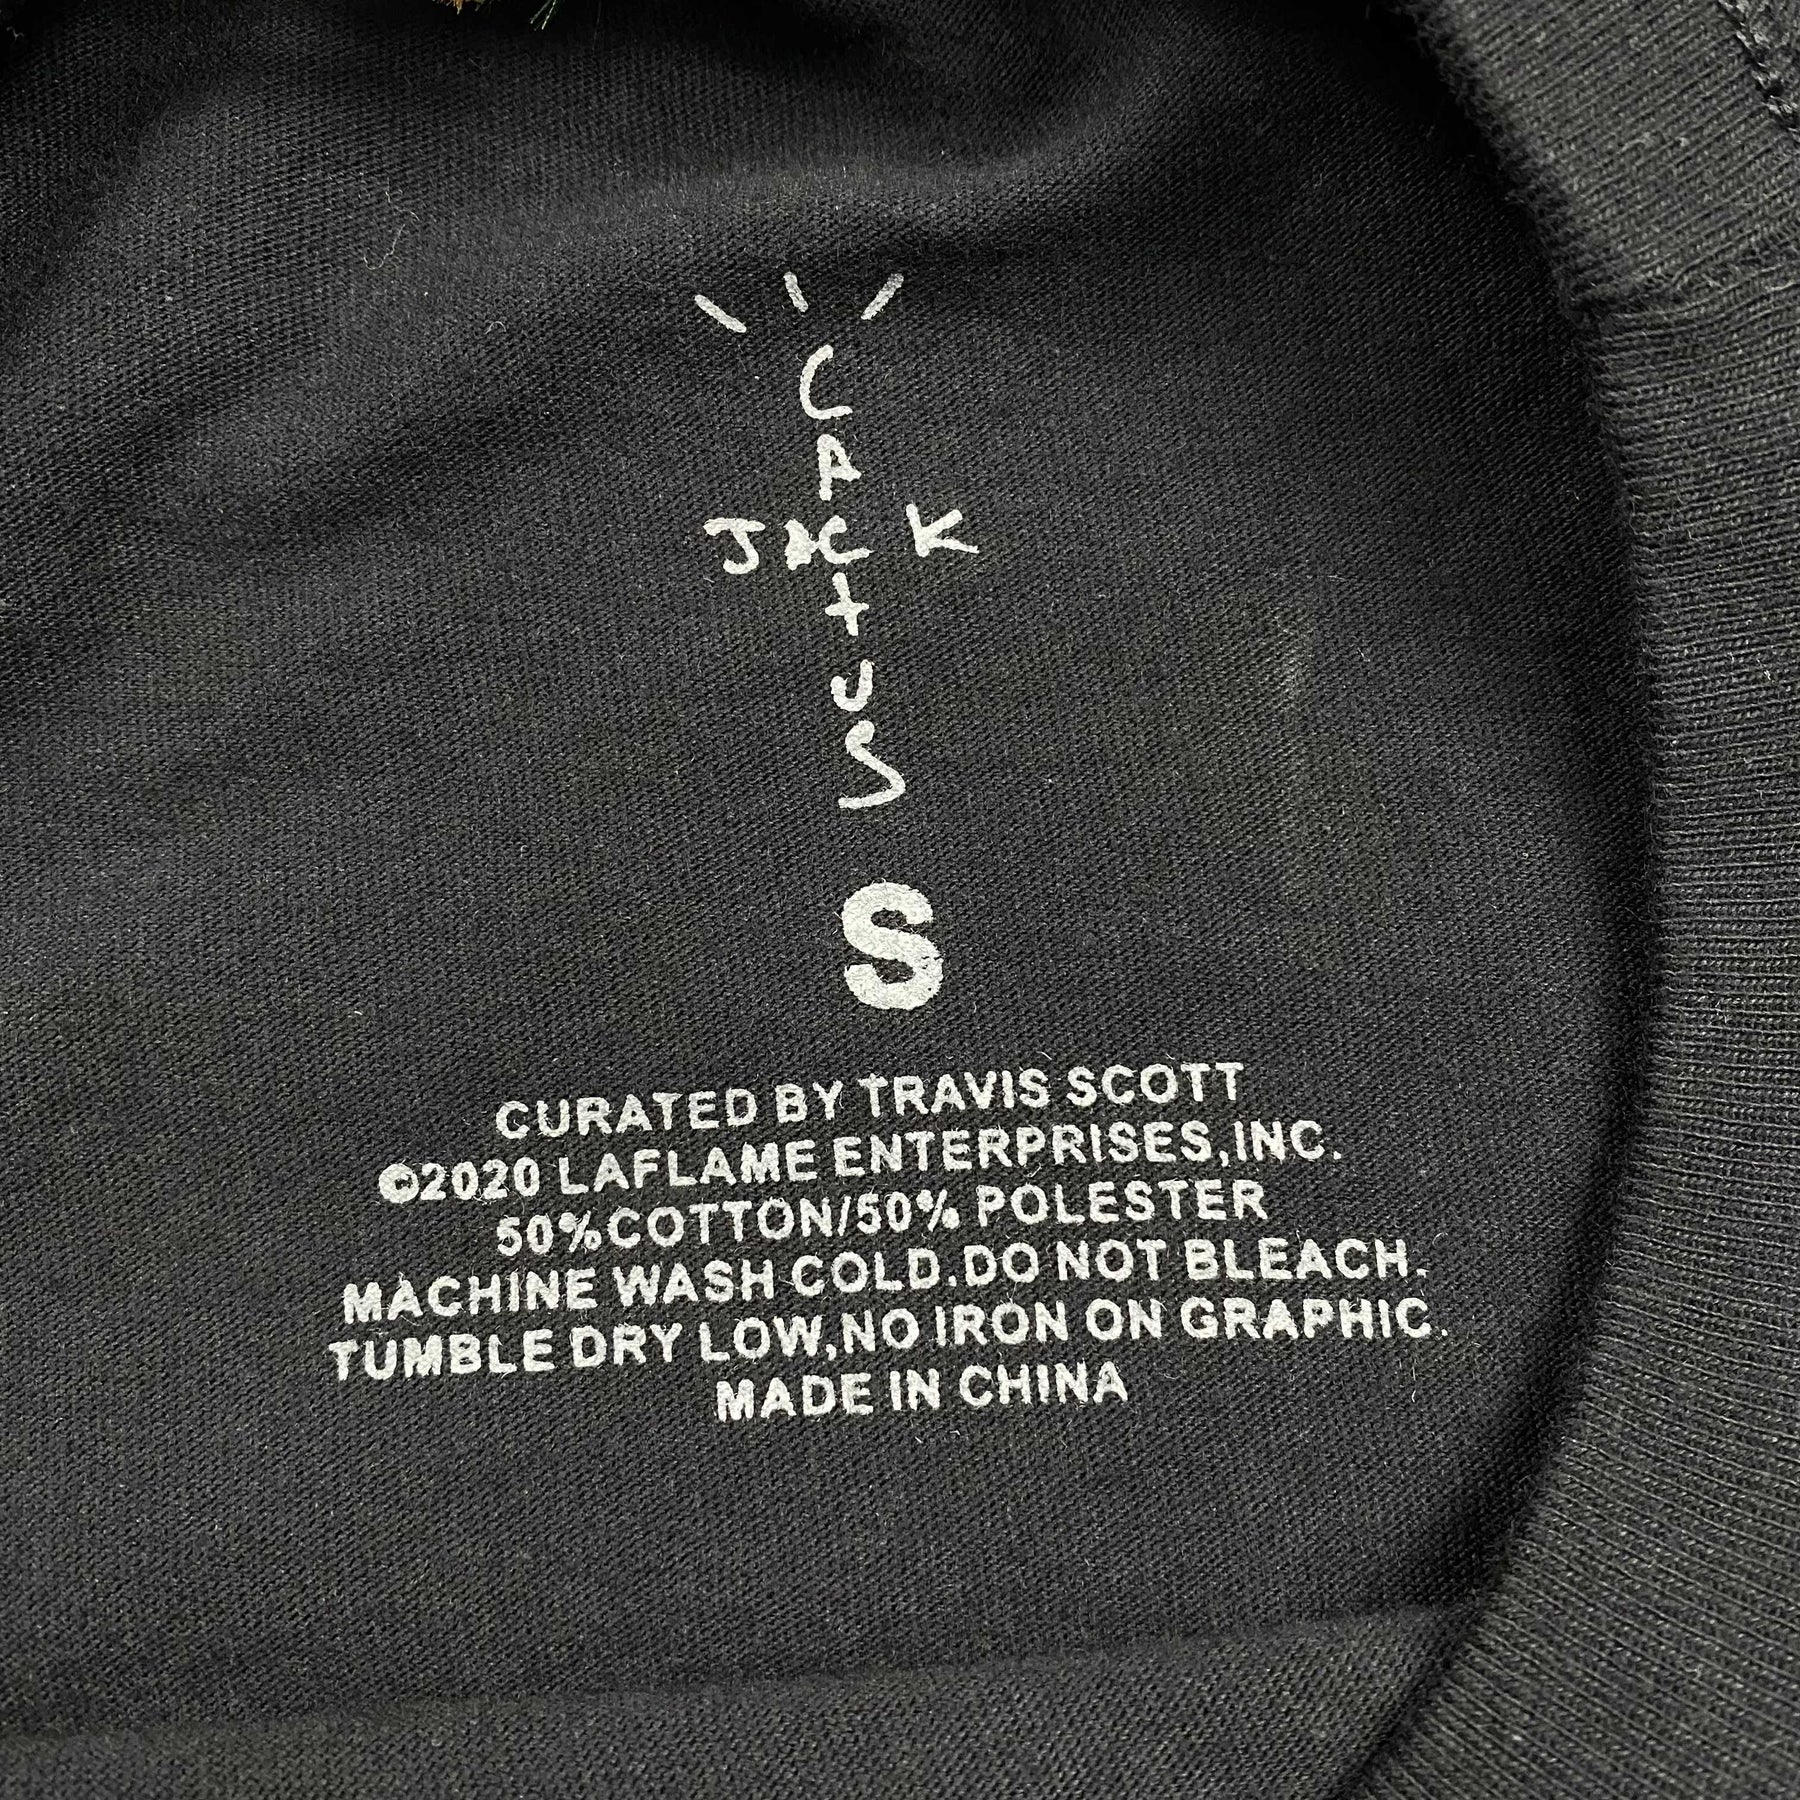 CACTUS
JACK
S
CURATED BY TRAVIS SCOTT
©2020 LAFLAME ENTERPRISES,INC.
50%COTTON/50% POLESTER
MACHINE WASH COLD.DO NOT BLEACH.
TUMBLE DRY LOW,NO IRON ON GRAPHIC.
MADE IN CHINA